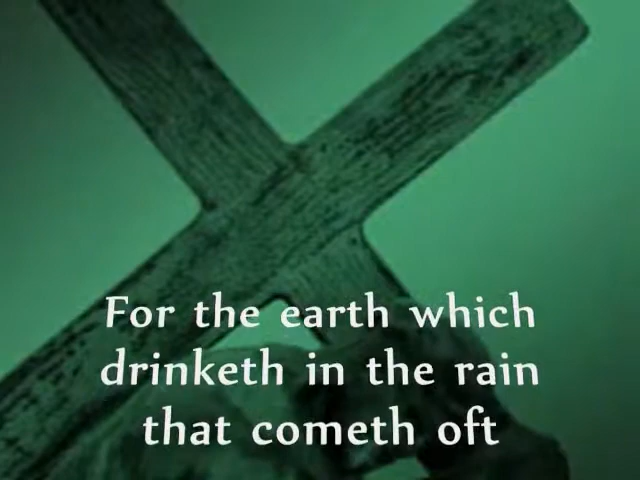 For the earth which
drinketh in the rain
that cometh oft